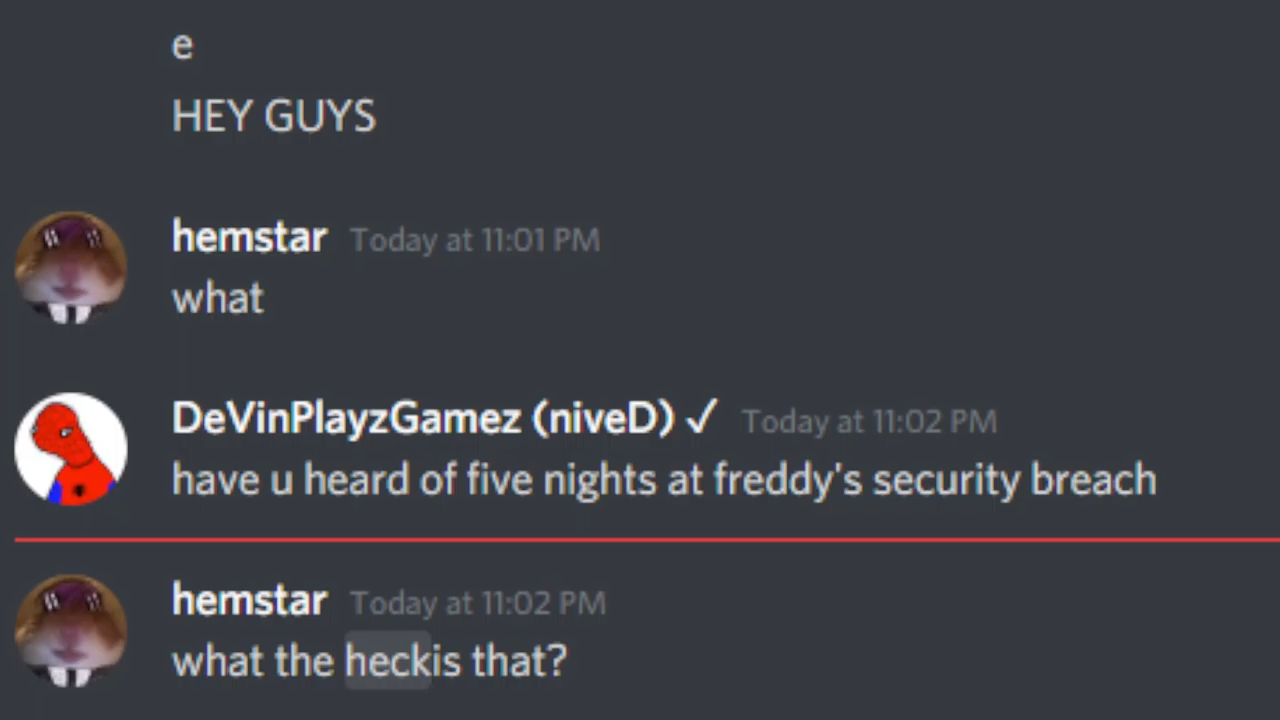 e
HEY GUYS
hemstar Today at 11:01 PM
what
DeVinPlayzGamez (niveD) ✓ Today at 11:02 PM
have u heard of five nights at freddy's security breach
hemstar Today at 11:02 PM
what the heckis that?